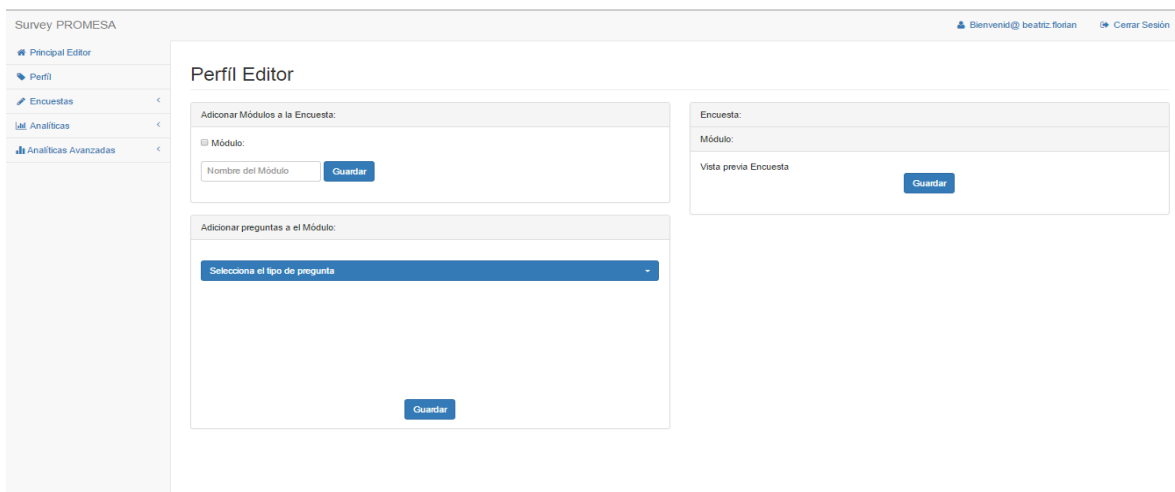 Survey PROMESA
Bienvenid@ beatriz.florian
Cerrar Sesión
Principal Editor
Perfíl
Encuestas
Analíticas
Analíticas Avanzadas
Perfíl Editor
Adiconar Módulos a la Encuesta:
Módulo:
Nombre del Módulo
Guardar
Adicionar preguntas a el Módulo:
Selecciona el tipo de pregunta
Guardar
Encuesta:
Módulo:
Vista previa Encuesta
Guardar